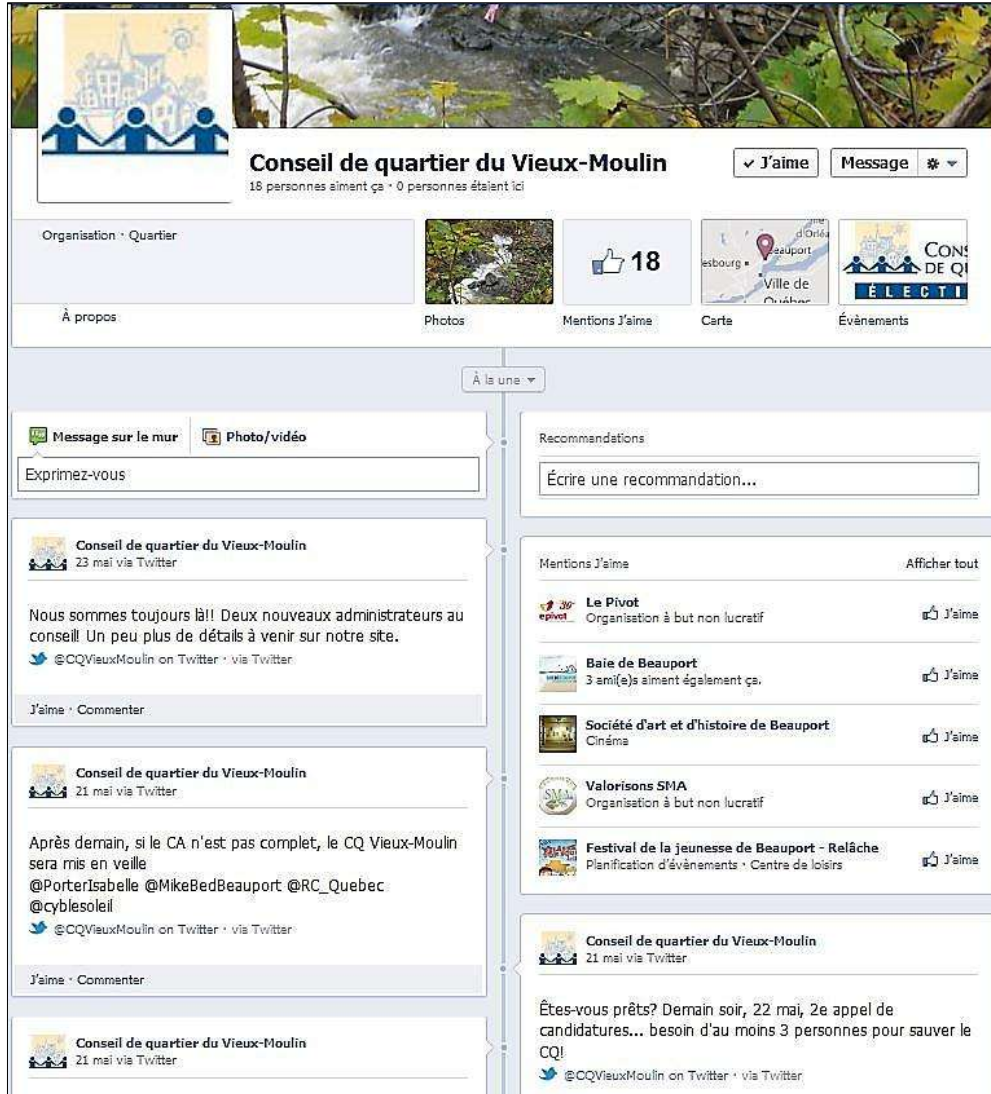 Conseil de quartier du Vieux-Moulin
18 personnes aiment ça · 0 personnes étaient ici
✓ J'aime
Message
Organisation · Quartier
À propos
Photos
18
Mentions J'aime
d'Orléa
Beauport
esbourg
Ville de
Québec
Carte
CONS
DE QU
ÉLECTI
Évènements
À la une
Message sur le mur
Photo/vidéo
Exprimez-vous
Conseil de quartier du Vieux-Moulin
23 mai via Twitter
Nous sommes toujours là!! Deux nouveaux administrateurs au
conseil! Un peu plus de détails à venir sur notre site.
@CQVieuxMoulin on Twitter · via Twitter
J'aime · Commenter
Conseil de quartier du Vieux-Moulin
21 mai via Twitter
Après demain, si le CA n'est pas complet, le CQ Vieux-Moulin
sera mis en veille
@PorterIsabelle @MikeBedBeauport @RC_Quebec
@cyblesoleil
@CQVieuxMoulin on Twitter · via Twitter
J'aime · Commenter
Conseil de quartier du Vieux-Moulin
21 mai via Twitter
Recommandations
Écrire une recommandation...
Mentions J'aime
Afficher tout
Le Pivot
Organisation à but non lucratif
J'aime
Baie de Beauport
3 ami(e)s aiment également ça.
J'aime
Société d'art et d'histoire de Beauport
Cinéma
J'aime
Valorisons SMA
Organisation à but non lucratif
J'aime
Festival de la jeunesse de Beauport - Relâche
Planification d'évènements · Centre de loisirs
J'aime
Conseil de quartier du Vieux-Moulin
21 mai via Twitter
Êtes-vous prêts? Demain soir, 22 mai, 2e appel de
candidatures... besoin d'au moins 3 personnes pour sauver le
CQ!
@CQVieuxMoulin on Twitter · via Twitter